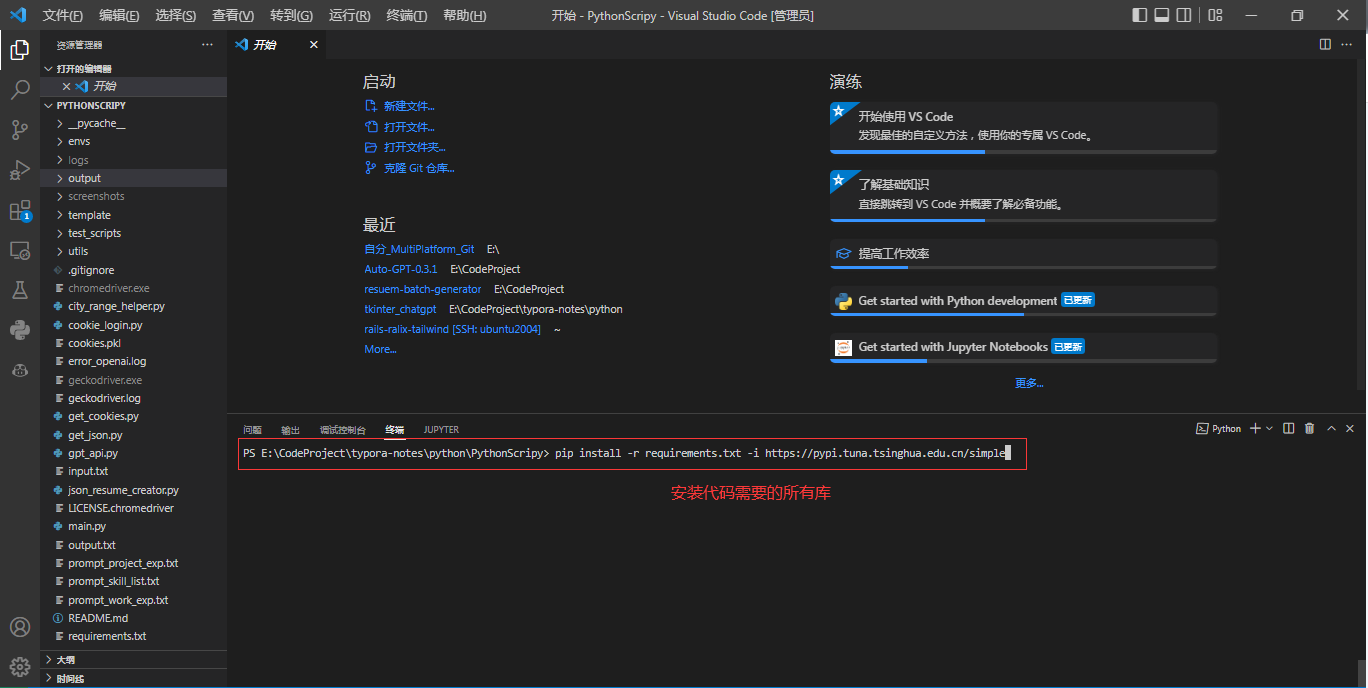 文件(F) 编辑(E) 选择(S) 查看(V) 转到(G) 运行(R) 终端(T) 帮助(H) 开始 - PythonScripy - Visual Studio Code [管理员]
资源管理器
打开的编辑器
开始
PYTHONSCRIPY
__pycache__
envs
logs
output
screenshots
template
test_scripts
utils
.gitignore
chromedriver.exe
city_range_helper.py
cookie_login.py
cookies.pkl
error_openai.log
geckodriver.exe
geckodriver.log
get_cookies.py
get_json.py
gpt_api.py
input.txt
json_resume_creator.py
LICENSE.chromedriver
main.py
output.txt
prompt_project_exp.txt
prompt_skill_list.txt
prompt_work_exp.txt
README.md
requirements.txt
大纲
时间线
1
开始
启动
新建文件...
打开文件...
打开文件夹...
克隆 Git 仓库...
最近
自分_MultiPlatform_Git E:\
Auto-GPT-0.3.1 E:\CodeProject
resuem-batch-generator E:\CodeProject
tkinter_chatgpt E:\CodeProject\typora-notes\python
rails-ralix-tailwind [SSH: ubuntu2004] ~
More...
演练
开始使用 VS Code
发现最佳的自定义方法，使用你的专属 VS Code。
了解基础知识
直接跳转到 VS Code 并概要了解必备功能。
提高工作效率
Get started with Python development 已更新
Get started with Jupyter Notebooks 已更新
更多...
问题 输出 调试控制台 终端 JUPYTER Python
PS E:\CodeProject\typora-notes\python\PythonScripy> pip install -r requirements.txt -i https://pypi.tuna.tsinghua.edu.cn/simple
安装代码需要的所有库